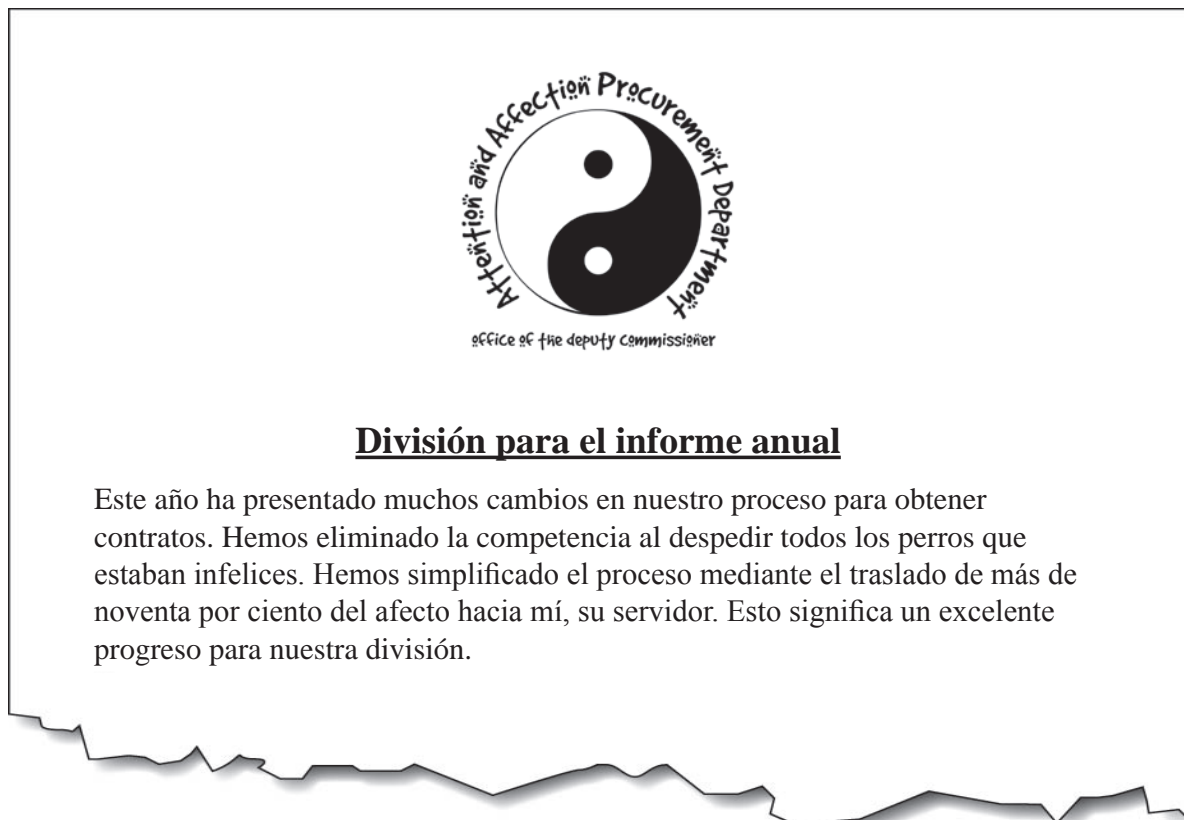 Attention and Affection Procurement Department
office of the deputy commissioner
División para el informe anual
Este año ha presentado muchos cambios en nuestro proceso para obtener
contratos. Hemos eliminado la competencia al despedir todos los perros que
estaban infelices. Hemos simplificado el proceso mediante el traslado de más de
noventa por ciento del afecto hacia mí, su servidor. Esto significa un excelente
progreso para nuestra división.